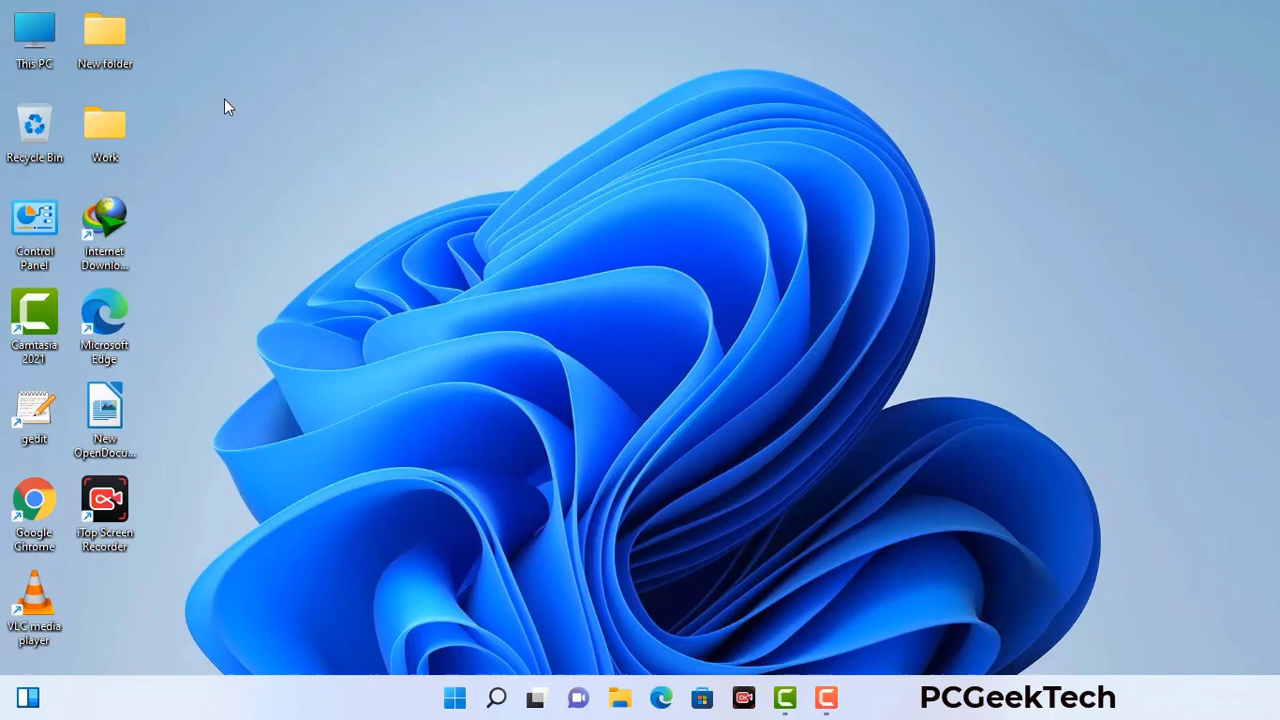 This PC
New folder
Recycle Bin
Work
Control
Panel
Internet
Downlo...
Camtasia
2021
Microsoft
Edge
gedit
New
OpenDocu...
Google
Chrome
iTop Screen
Recorder
VLC media
player
PCGeekTech